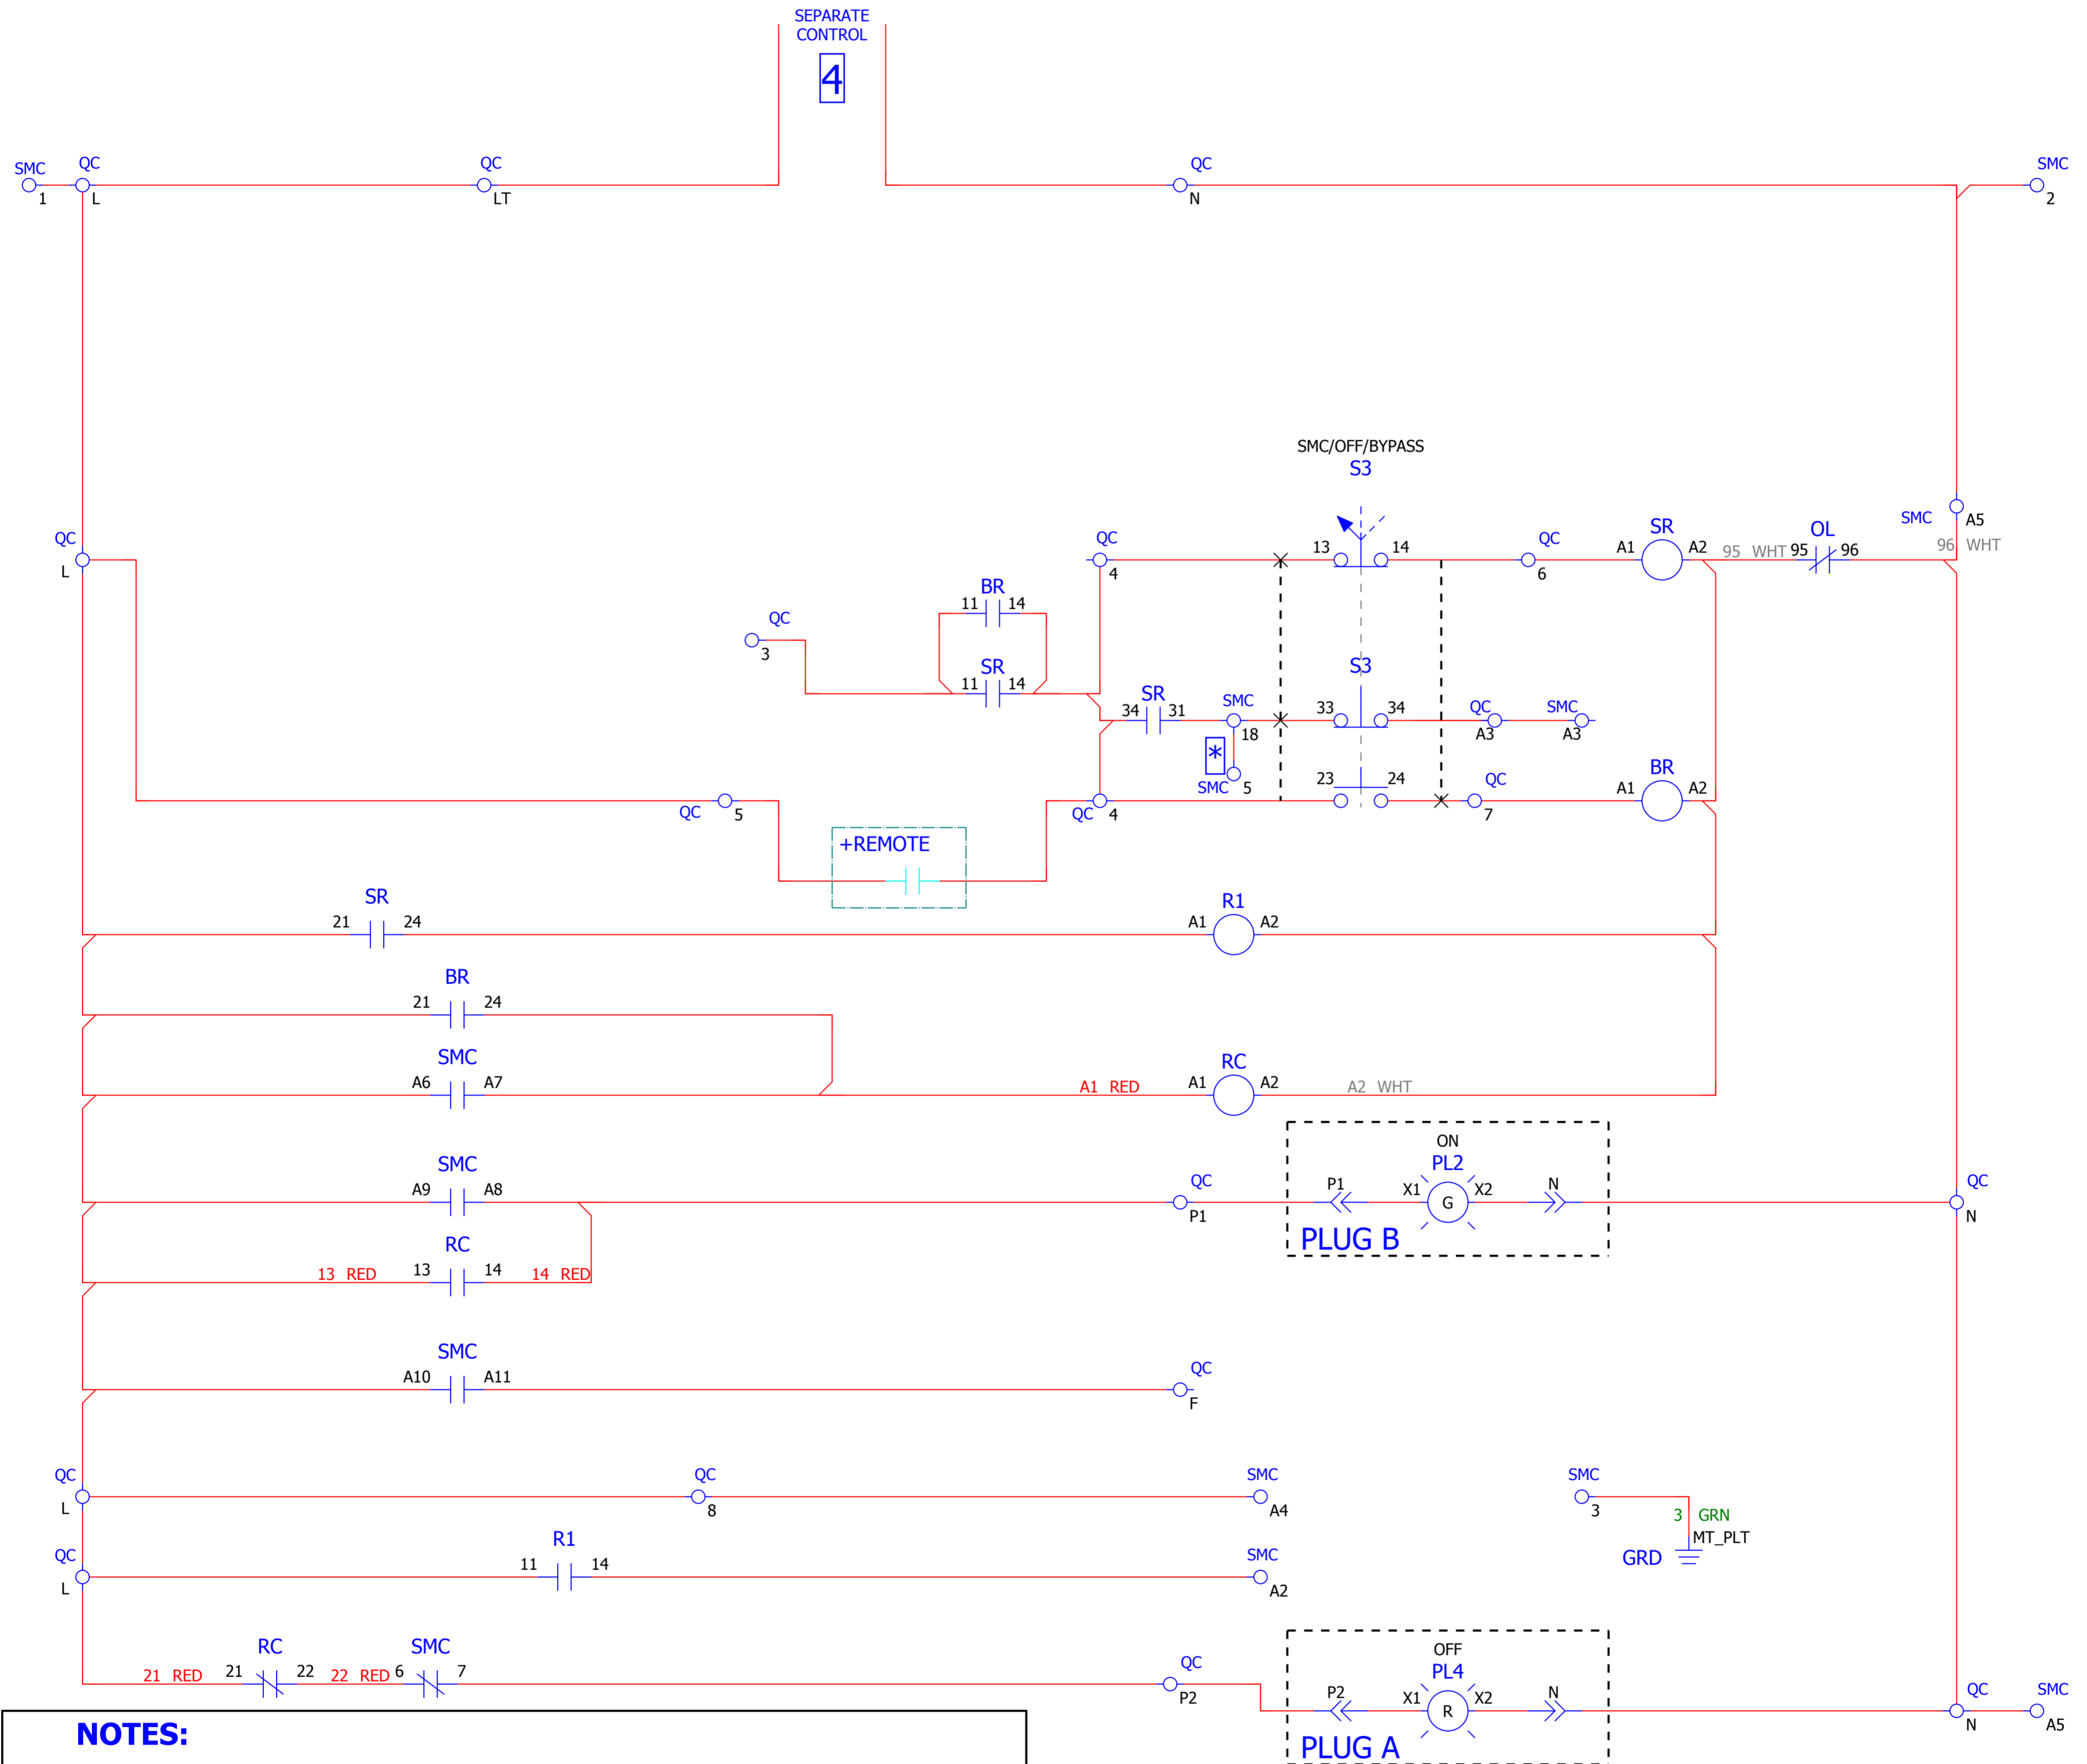 SEPARATE
CONTROL
4
SMC
1
QC
L
QC
LT
QC
N
SMC
2
SMC/OFF/BYPASS
S3
QC
L
QC
4
13
14
QC
6
SR
A1
A2
95 WHT
OL
95
96
SMC
A5
96 WHT
BR
11
14
QC
3
SR
11
14
SR
34
31
SMC
18
S3
33
34
QC
A3
SMC
A3
*
SMC
5
QC
5
QC
4
23
24
QC
7
BR
A1
A2
+REMOTE
SR
21
24
R1
A1
A2
BR
21
24
SMC
A6
A7
A1 RED
RC
A1
A2
A2 WHT
SMC
A9
A8
QC
P1
ON
PL2
P1
X1
G
X2
N
PLUG B
QC
N
RC
13 RED
13
14
14 RED
SMC
A10
A11
QC
F
QC
L
QC
8
SMC
A4
SMC
3
3 GRN
MT_PLT
GRD
QC
L
R1
11
14
SMC
A2
RC
21 RED
21
22
22 RED
SMC
6
7
QC
P2
OFF
PL4
P2
X1
R
X2
N
PLUG A
QC
N
SMC
A5
NOTES: